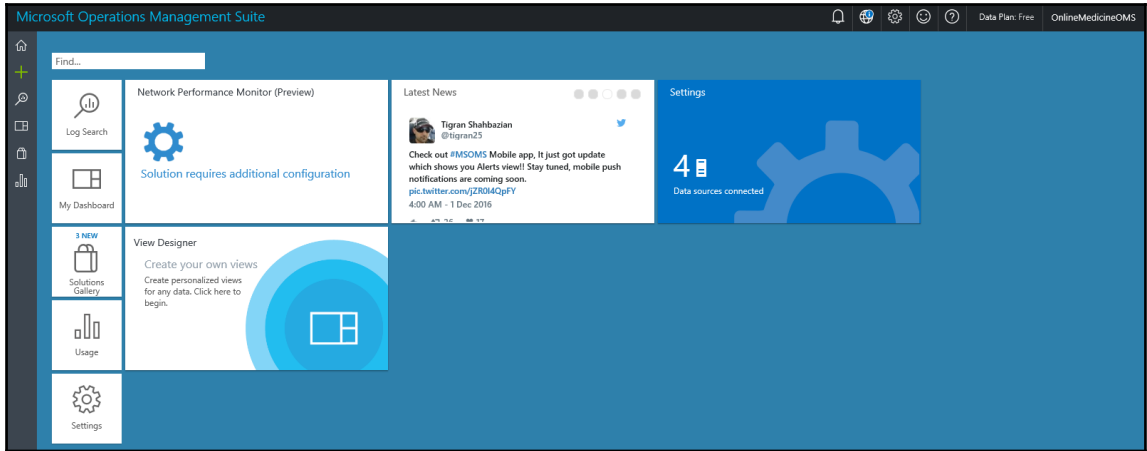 Microsoft Operations Management Suite
Data Plan: Free
OnlineMedicineOMS
Find...
Log Search
My Dashboard
3 NEW
Solutions
Gallery
Usage
Settings
Network Performance Monitor (Preview)
Solution requires additional configuration
View Designer
Create your own views
Create personalized views
for any data. Click here to
begin.
Latest News
Tigran Shahbazian
@tigran25
Check out #MSOMS Mobile app, It just got update
which shows you Alerts view!! Stay tuned, mobile push
notifications are coming soon.
pic.twitter.com/jZR0I4QpFY
4:00 AM - 1 Dec 2016
Settings
4
Data sources connected